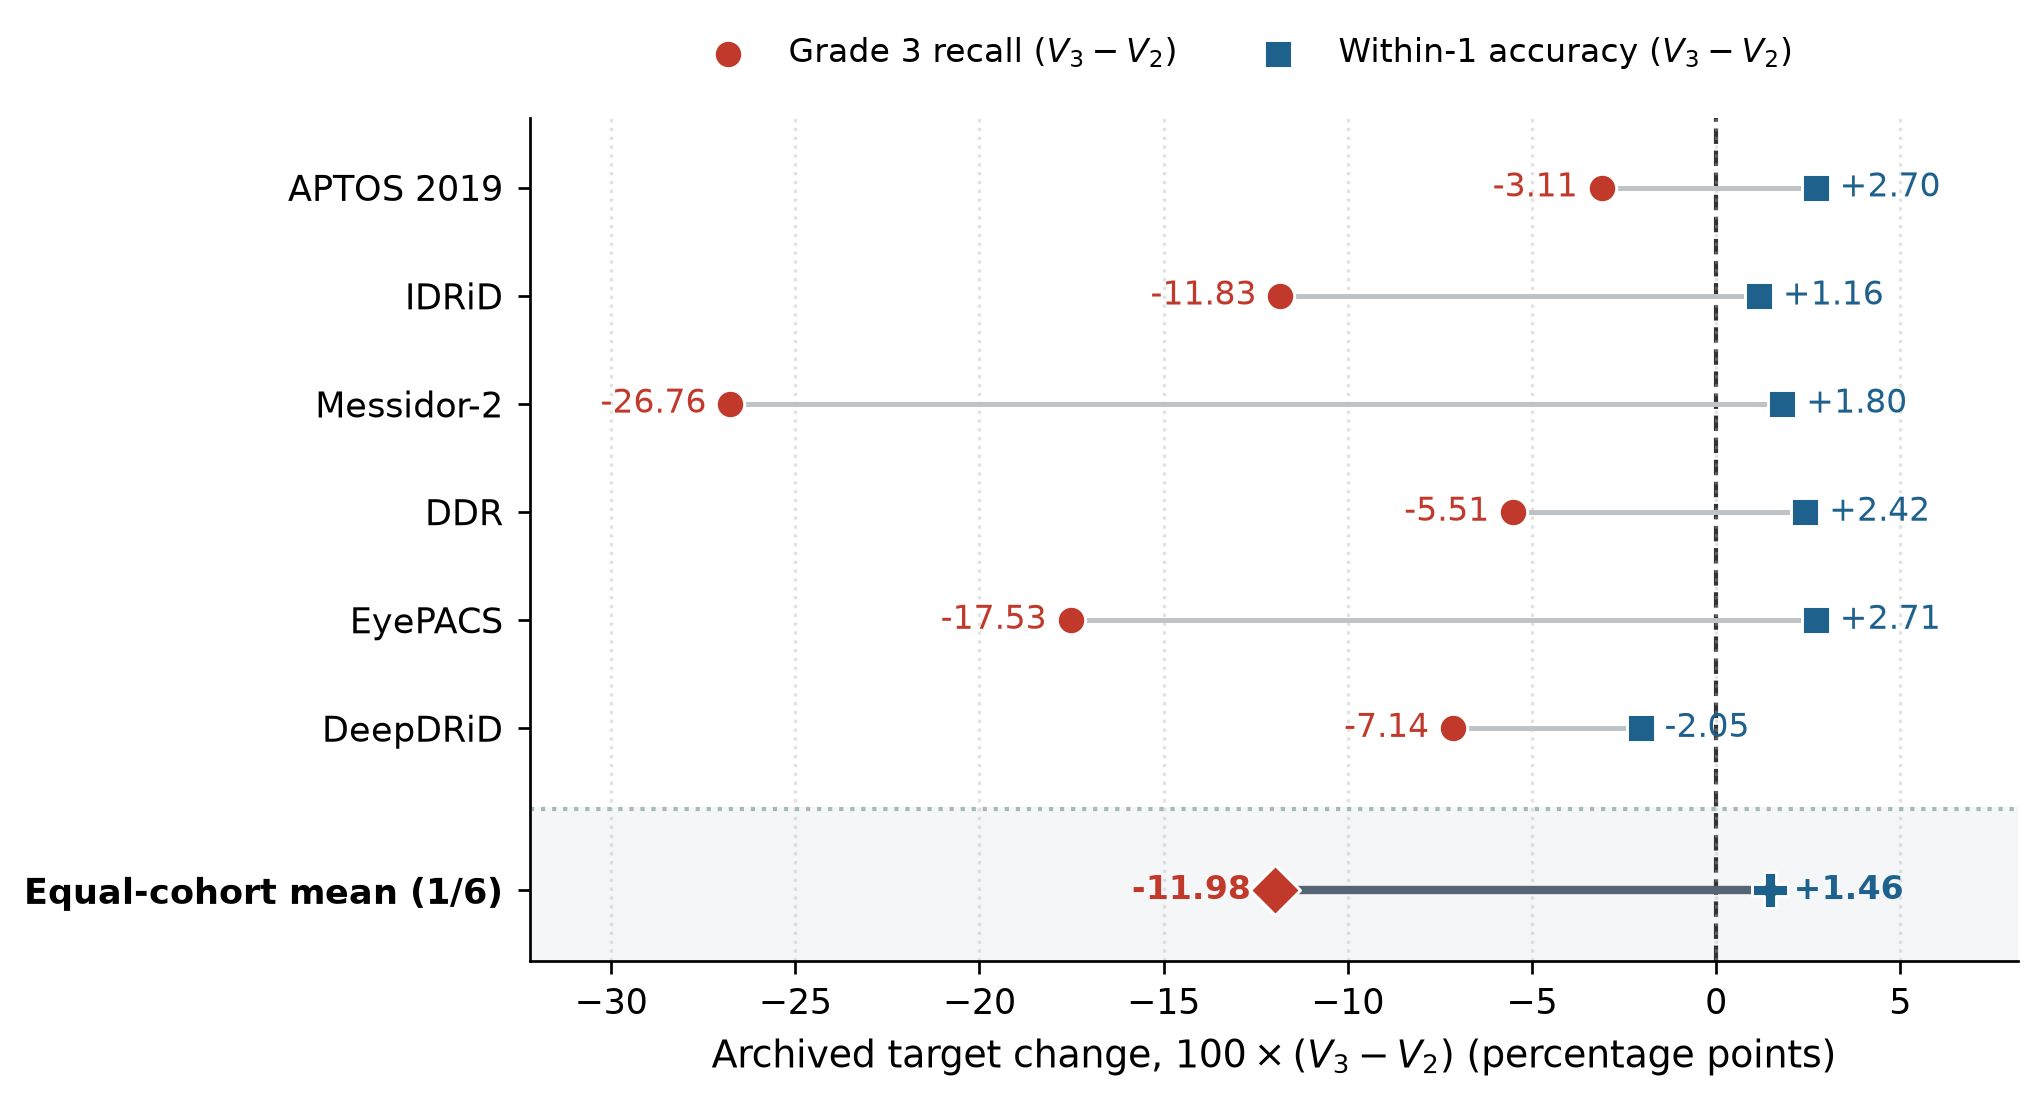 Grade 3 recall (V₃ − V₂) Within-1 accuracy (V₃ − V₂)
APTOS 2019 -3.11 +2.70
IDRiD -11.83 +1.16
Messidor-2 -26.76 +1.80
DDR -5.51 +2.42
EyePACS -17.53 +2.71
DeepDRiD -7.14 -2.05
Equal-cohort mean (1/6) -11.98 +1.46
−30 −25 −20 −15 −10 −5 0 5
Archived target change, 100 × (V₃ − V₂) (percentage points)